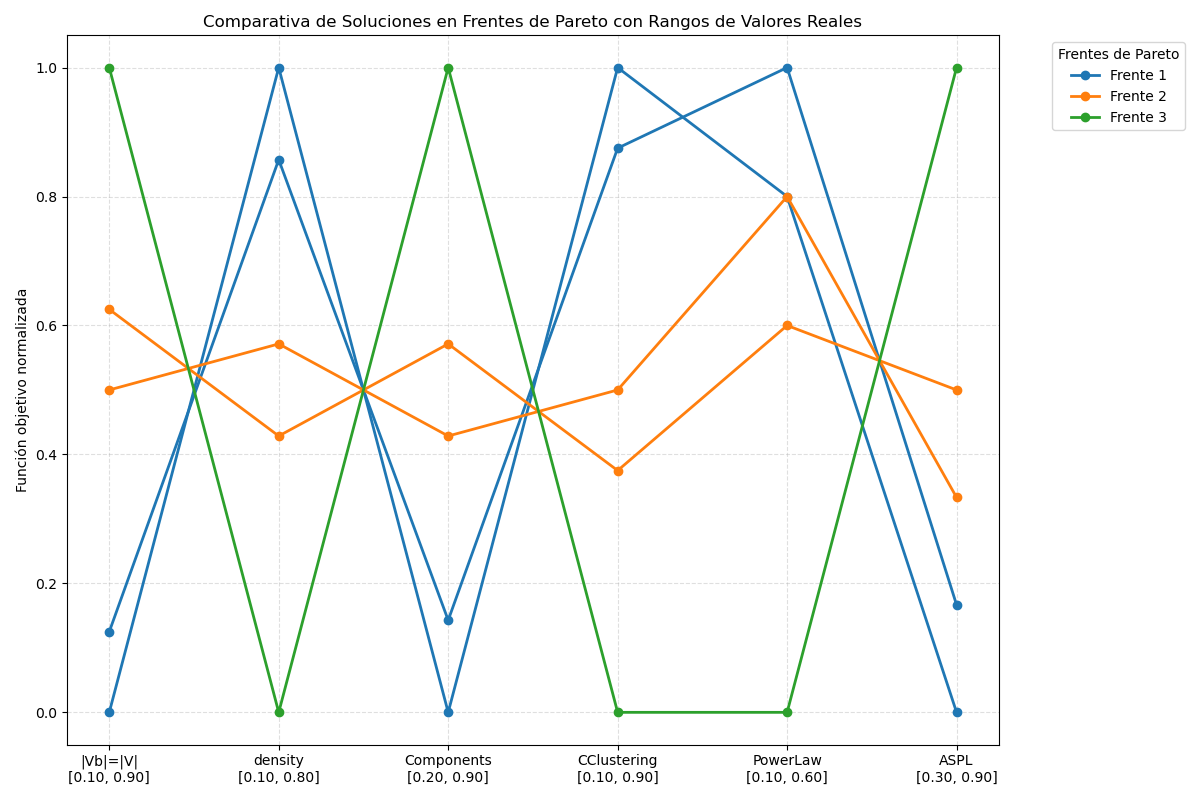 Comparativa de Soluciones en Frentes de Pareto con Rangos de Valores Reales
Frentes de Pareto
Frente 1
Frente 2
Frente 3
Función objetivo normalizada
1.0
0.8
0.6
0.4
0.2
0.0
|Vb|=|V|
[0.10, 0.90]
density
[0.10, 0.80]
Components
[0.20, 0.90]
CClustering
[0.10, 0.90]
PowerLaw
[0.10, 0.60]
ASPL
[0.30, 0.90]